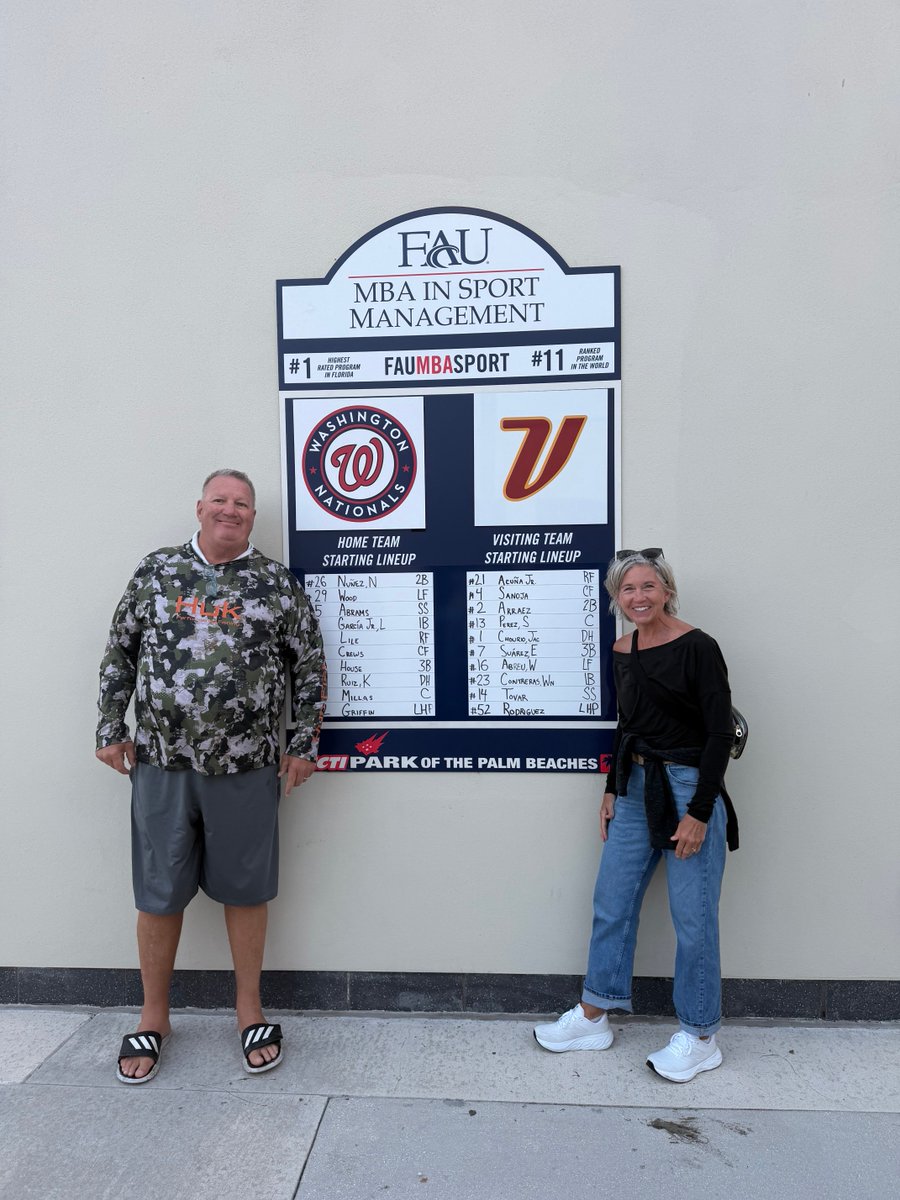 FAU
MBA IN SPORT
MANAGEMENT
#1 HIGHEST RATED PROGRAM IN FLORIDA FAUMBASPORT #11 RANKED PROGRAM IN THE WORLD
WASHINGTON
W
NATIONALS
V
HOME TEAM
STARTING LINEUP
#26 NUÑEZ, N 2B
#29 WOOD LF
5 ABRAMS SS
GARCÍA JR, L 1B
LILE RF
CREWS CF
HOUSE 3B
RUIZ, K DH
MILLAS C
GRIFFIN LHP
VISITING TEAM
STARTING LINEUP
#21 ACUÑA JR. RF
#4 SANOJA CF
#2 ARRAEZ 2B
#13 PEREZ, S C
#1 CHOURIO, JAC DH
#7 SUÁREZ, E 3B
#16 ABREU, W LF
#23 CONTRERAS, WN 1B
#14 TOVAR SS
#52 RODRIGUEZ LHP
CTI PARK OF THE PALM BEACHES
HUK